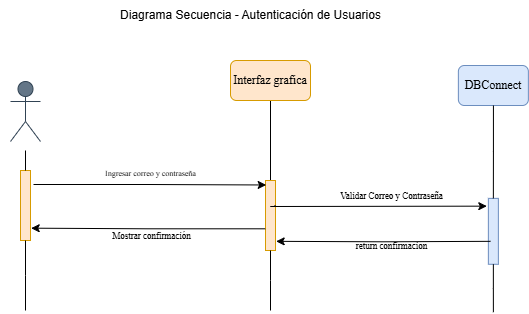 Diagrama Secuencia - Autenticación de Usuarios
Interfaz grafica
DBConnect
Ingresar correo y contraseña
Validar Correo y Contraseña
Mostrar confirmación
return confirmacion